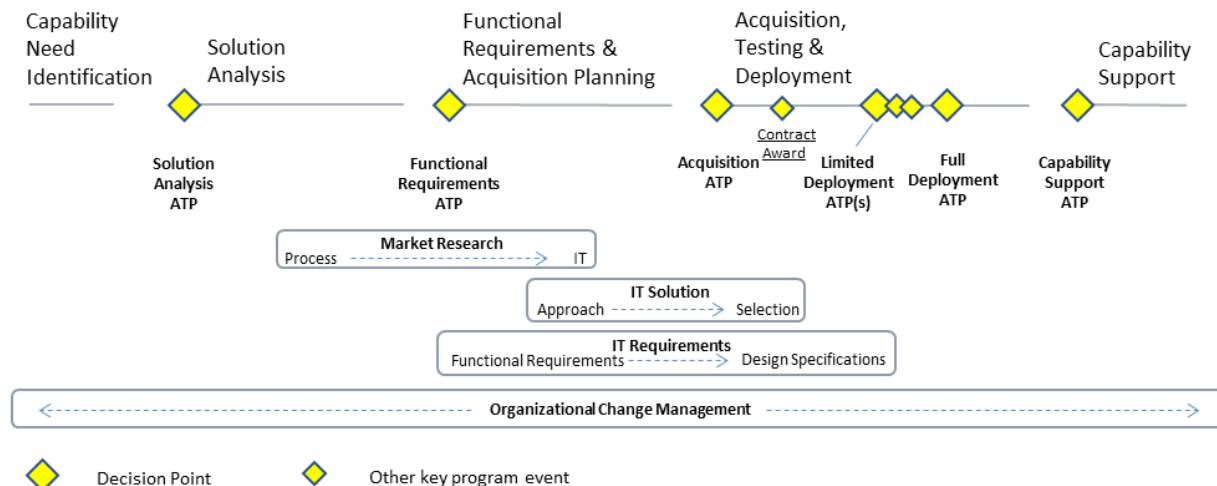 Capability
Need
Identification
Solution
Analysis
Functional
Requirements &
Acquisition Planning
Acquisition,
Testing &
Deployment
Capability
Support
Solution
Analysis
ATP
Functional
Requirements
ATP
Acquisition
ATP
Contract
Award
Limited
Deployment
ATP(s)
Full
Deployment
ATP
Capability
Support
ATP
Market Research
Process IT
IT Solution
Approach Selection
IT Requirements
Functional Requirements Design Specifications
Organizational Change Management
Decision Point Other key program event